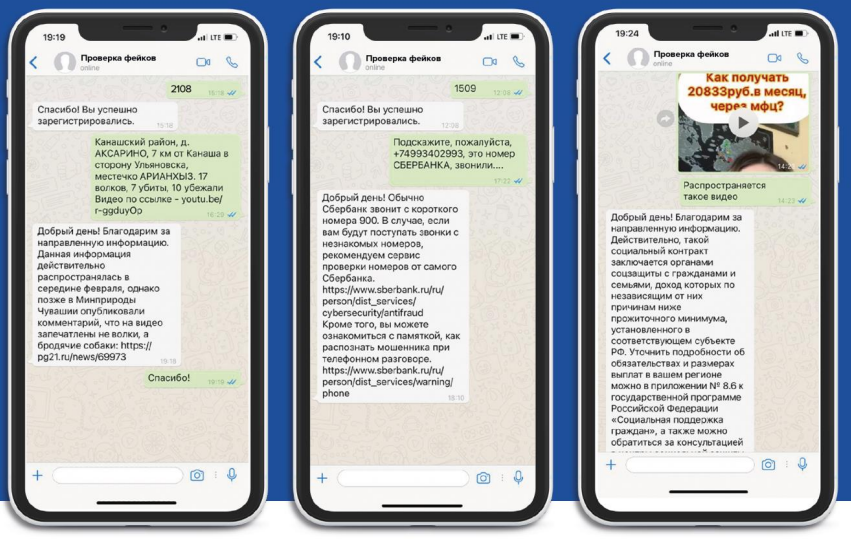 19:19
LTE
Проверка фейков
online
2108
15:18
Спасибо! Вы успешно
зарегистрировались.
15:18
Канашский район, д.
АКСАРИНО, 7 км от Канаша в
сторону Ульяновска,
местечко АРИАНХЫЗ. 17
волков, 7 убиты, 10 убежали
Видео по ссылке - youtu.be/
r-ggduyOp
16:20
Добрый день! Благодарим за
направленную информацию.
Данная информация
действительно
распространялась в
середине февраля, однако
позже в Минприроды
Чувашии опубликовали
комментарий, что на видео
запечатлены не волки, а
бродячие собаки: https://
pg21.ru/news/69973
19:18
Спасибо!
19:19
19:10
LTE
Проверка фейков
online
1509
12:08
Спасибо! Вы успешно
зарегистрировались.
12:08
Подскажите, пожалуйста,
+74993402993, это номер
СБЕРБАНКА, звонили....
17:22
Добрый день! Обычно
Сбербанк звонит с короткого
номера 900. В случае, если
вам будут поступать звонки с
незнакомых номеров,
рекомендуем сервис
проверки номеров от самого
Сбербанка.
https://www.sberbank.ru/ru/
person/dist_services/
cybersecurity/antifraud
Кроме того, вы можете
ознакомиться с памяткой, как
распознать мошенника при
телефонном разговоре.
https://www.sberbank.ru/ru/
person/dist_services/warning/
phone
18:10
19:24
LTE
Проверка фейков
online
Как получать
20833руб.в месяц,
через мфц?
14:23
Распространяется
такое видео
14:23
Добрый день! Благодарим за
направленную информацию.
Действительно, такой
социальный контракт
заключается органами
соцзащиты с гражданами и
семьями, доход которых по
независящим от них
причинам ниже
прожиточного минимума,
установленного в
соответствующем субъекте
РФ. Уточнить подробности об
обязательствах и размерах
выплат в вашем регионе
можно в приложении № 8.6 к
государственной программе
Российской Федерации
«Социальная поддержка
граждан», а также можно
обратиться за консультацией